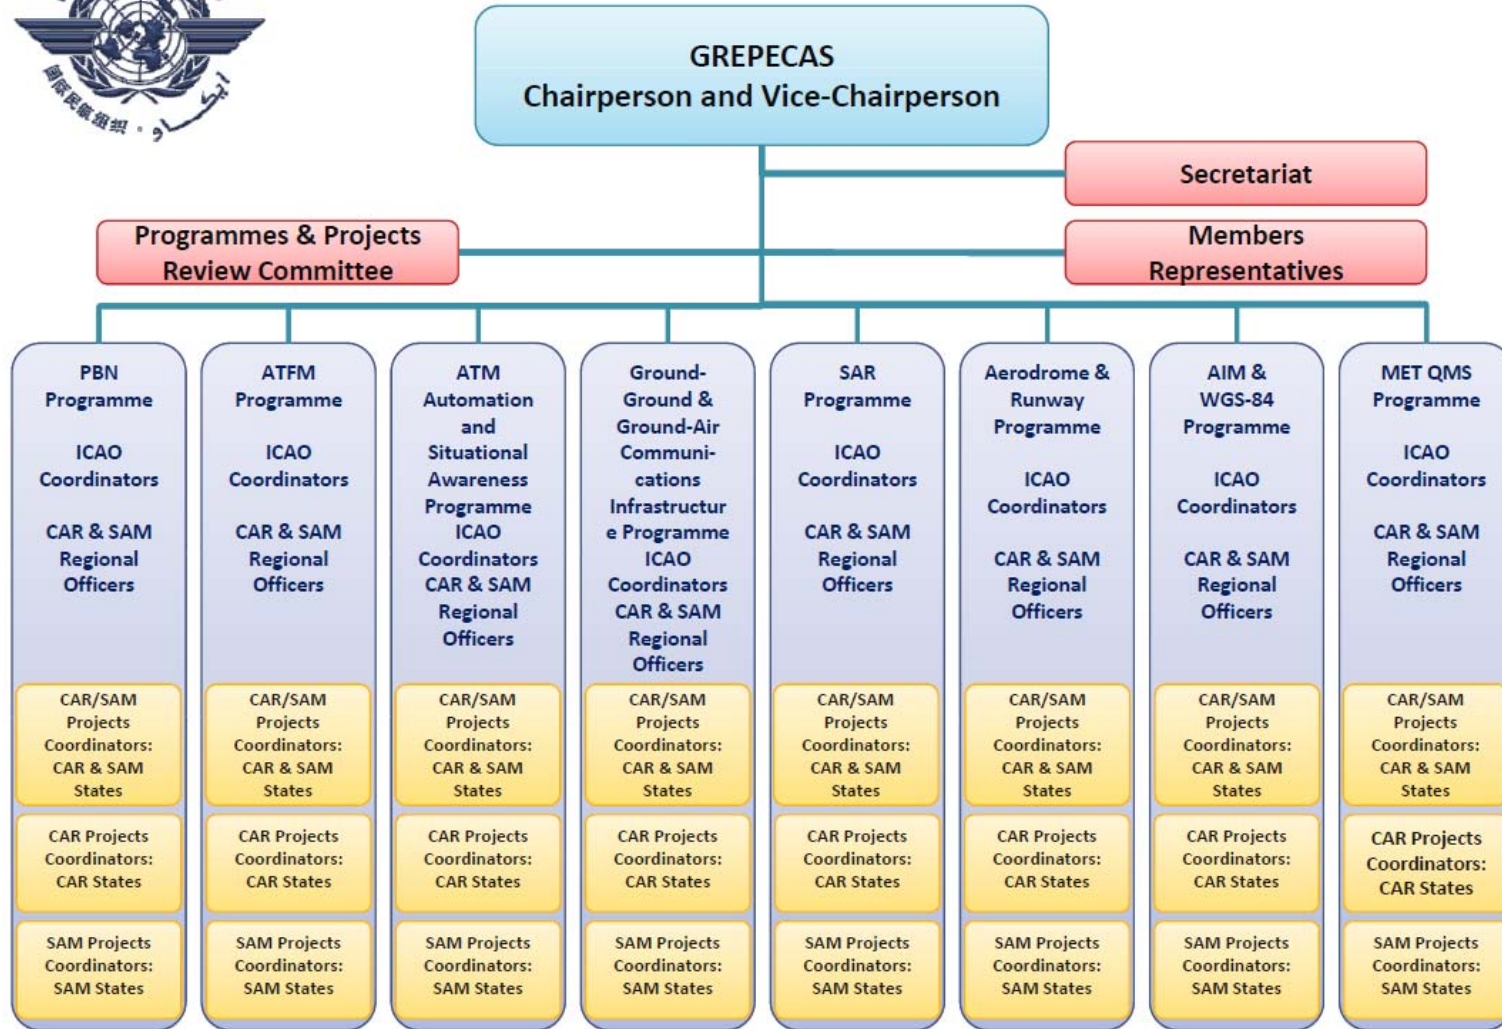 国际民航组织 · ايكاو
GREPECAS
Chairperson and Vice-Chairperson
Secretariat
Programmes & Projects
Review Committee
Members
Representatives
PBN
Programme
ICAO
Coordinators
CAR & SAM
Regional
Officers
CAR/SAM
Projects
Coordinators:
CAR & SAM
States
CAR Projects
Coordinators:
CAR States
SAM Projects
Coordinators:
SAM States
ATFM
Programme
ICAO
Coordinators
CAR & SAM
Regional
Officers
CAR/SAM
Projects
Coordinators:
CAR & SAM
States
CAR Projects
Coordinators:
CAR States
SAM Projects
Coordinators:
SAM States
ATM
Automation
and
Situational
Awareness
Programme
ICAO
Coordinators
CAR & SAM
Regional
Officers
CAR/SAM
Projects
Coordinators:
CAR & SAM
States
CAR Projects
Coordinators:
CAR States
SAM Projects
Coordinators:
SAM States
Ground-
Ground &
Ground-Air
Communi-
cations
Infrastructur
e Programme
ICAO
Coordinators
CAR & SAM
Regional
Officers
CAR/SAM
Projects
Coordinators:
CAR & SAM
States
CAR Projects
Coordinators:
CAR States
SAM Projects
Coordinators:
SAM States
SAR
Programme
ICAO
Coordinators
CAR & SAM
Regional
Officers
CAR/SAM
Projects
Coordinators:
CAR & SAM
States
CAR Projects
Coordinators:
CAR States
SAM Projects
Coordinators:
SAM States
Aerodrome &
Runway
Programme
ICAO
Coordinators
CAR & SAM
Regional
Officers
CAR/SAM
Projects
Coordinators:
CAR & SAM
States
CAR Projects
Coordinators:
CAR States
SAM Projects
Coordinators:
SAM States
AIM &
WGS-84
Programme
ICAO
Coordinators
CAR & SAM
Regional
Officers
CAR/SAM
Projects
Coordinators:
CAR & SAM
States
CAR Projects
Coordinators:
CAR States
SAM Projects
Coordinators:
SAM States
MET QMS
Programme
ICAO
Coordinators
CAR & SAM
Regional
Officers
CAR/SAM
Projects
Coordinators:
CAR & SAM
States
CAR Projects
Coordinators:
CAR States
SAM Projects
Coordinators:
SAM States